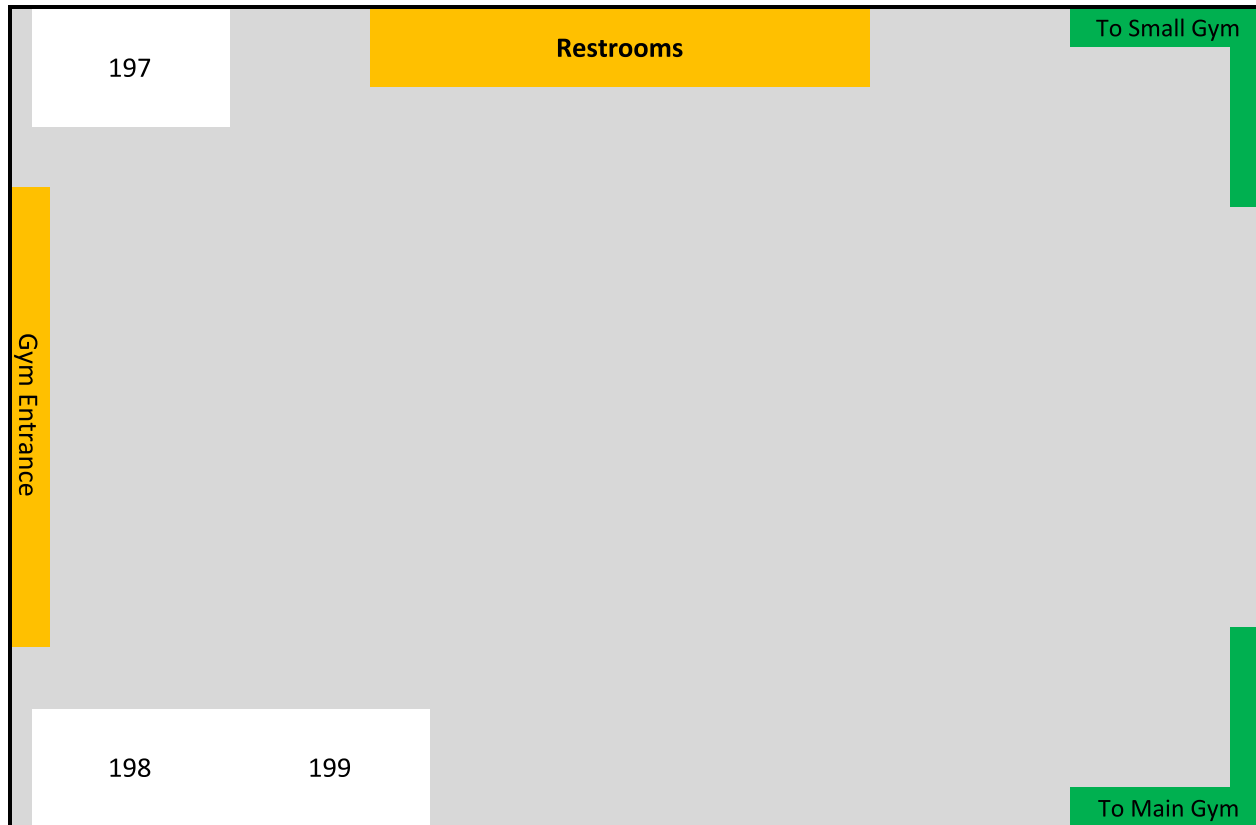 197
Restrooms
To Small Gym
Gym Entrance
198
199
To Main Gym